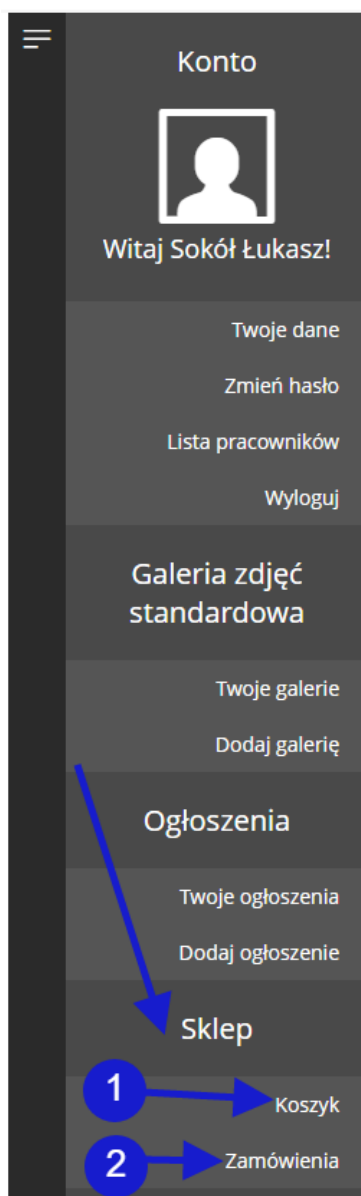 Konto
Witaj Sokół Łukasz!
Twoje dane
Zmień hasło
Lista pracowników
Wyloguj
Galeria zdjęć
standardowa
Twoje galerie
Dodaj galerię
Ogłoszenia
Twoje ogłoszenia
Dodaj ogłoszenie
Sklep
1 Koszyk
2 Zamówienia